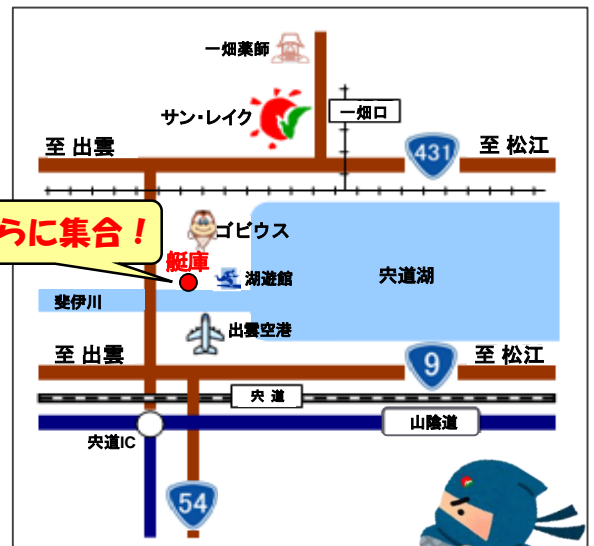 一畑薬師
サン・レイク
一畑口
至 出雲
431
至 松江
らに集合！
ゴビウス
艇庫
湖遊館
宍道湖
斐伊川
出雲空港
至 出雲
9
至 松江
宍 道
山陰道
宍道IC
54